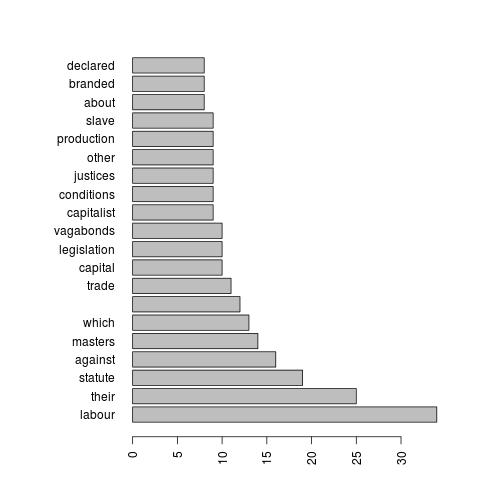 declared
branded
about
slave
production
other
justices
conditions
capitalist
vagabonds
legislation
capital
trade
which
masters
against
statute
their
labour
0 5 10 15 20 25 30